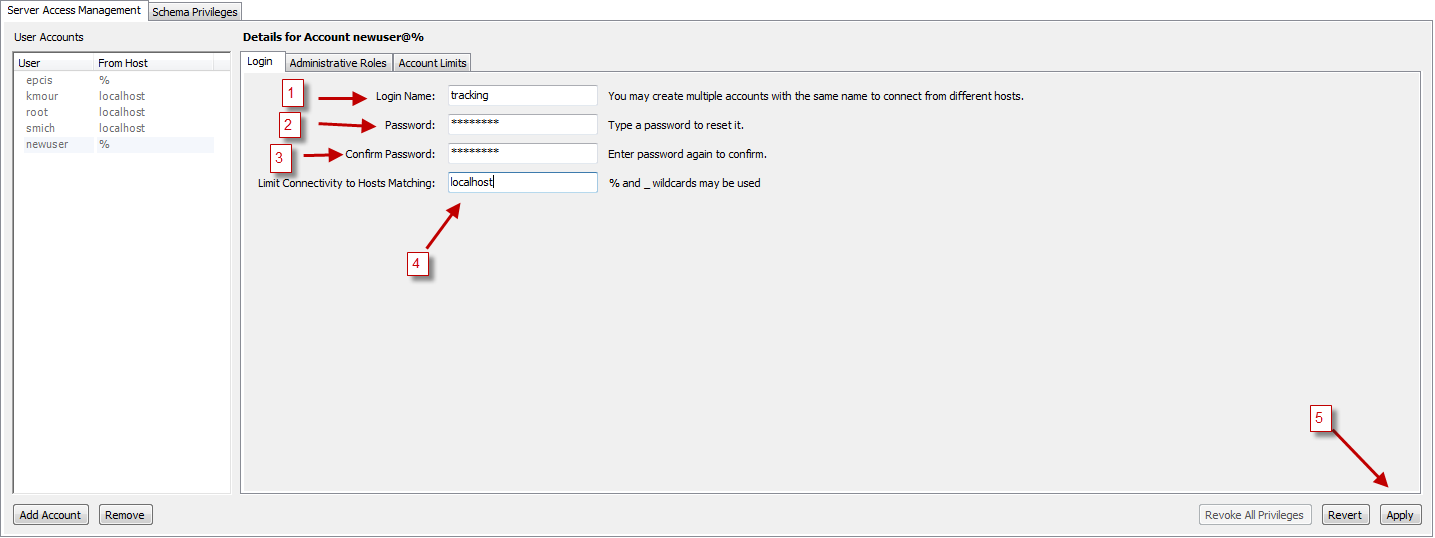 Server Access Management Schema Privileges
User Accounts
Details for Account newuser@%
User From Host
epcis %
kmour localhost
root localhost
smich localhost
newuser %
Login Administrative Roles Account Limits
1 Login Name: tracking You may create multiple accounts with the same name to connect from different hosts.
2 Password: ******** Type a password to reset it.
3 Confirm Password: ******** Enter password again to confirm.
Limit Connectivity to Hosts Matching: localhost % and _ wildcards may be used
4
5
Add Account Remove Revoke All Privileges Revert Apply